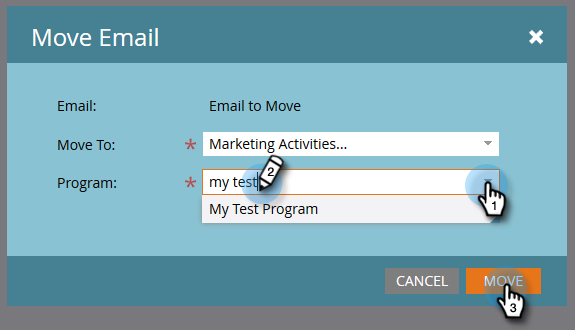 Move Email
Email: Email to Move
Move To: * Marketing Activities...
Program: * my test
2
1
My Test Program
CANCEL MOVE
3